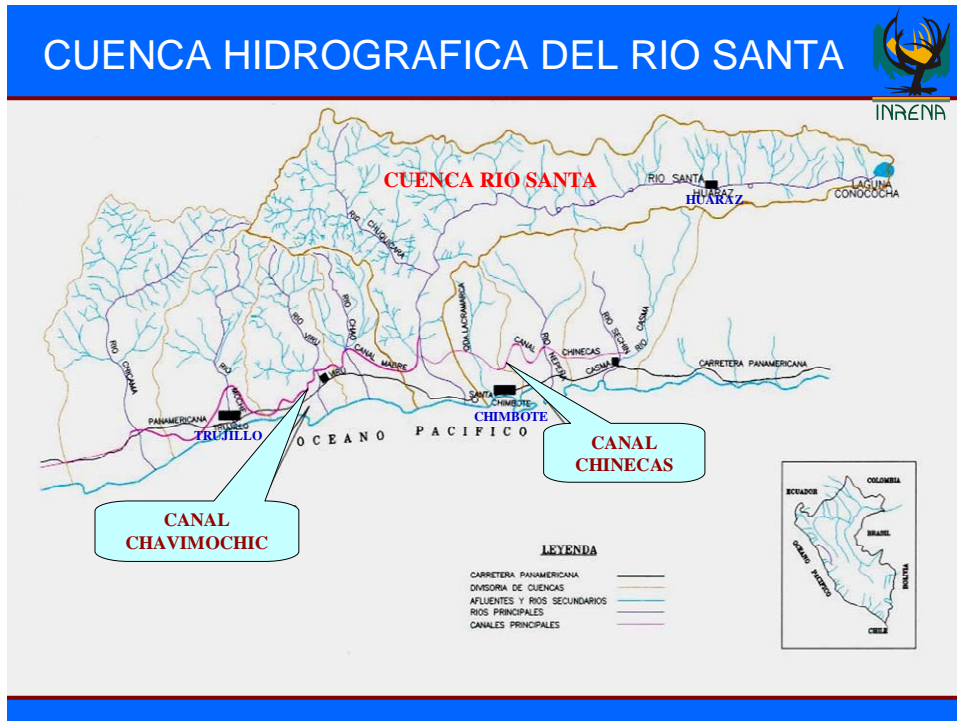 CUENCA HIDROGRAFICA DEL RIO SANTA
INRENA
CUENCA RIO SANTA
RIO SANTA
HUARAZ
HUARAZ
LAGUNA
CONOCOCHA
RIO CHUQUICARA
RIO CHICAMA
RIO MOCHE
RIO VIRU
RIO CHAO
CANAL MADRE
VIRU
QDA LACRAMARCA
CANAL CHINECAS
RIO NEPEÑA
RIO SECHIN
RIO CASMA
CASMA
CARRETERA PANAMERICANA
PANAMERICANA
TRUJILLO
TRUJILLO
SANTA
CHIMBOTE
CHIMBOTE
OCEANO PACIFICO
CANAL
CHINECAS
CANAL
CHAVIMOCHIC
LEYENDA
CARRETERA PANAMERICANA
DIVISORIA DE CUENCAS
AFLUENTES Y RIOS SECUNDARIOS
RIOS PRINCIPALES
CANALES PRINCIPALES
ECUADOR
COLOMBIA
BRASIL
OCEANO PACIFICO
BOLIVIA
CHILE